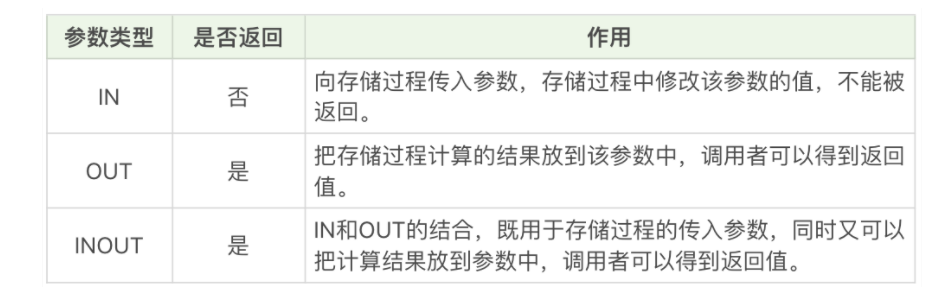 参数类型 是否返回 作用
IN 否 向存储过程传入参数，存储过程中修改该参数的值，不能被
返回。
OUT 是 把存储过程计算的结果放到该参数中，调用者可以得到返回
值。
INOUT 是 IN和OUT的结合，既用于存储过程的传入参数，同时又可以
把计算结果放到参数中，调用者可以得到返回值。